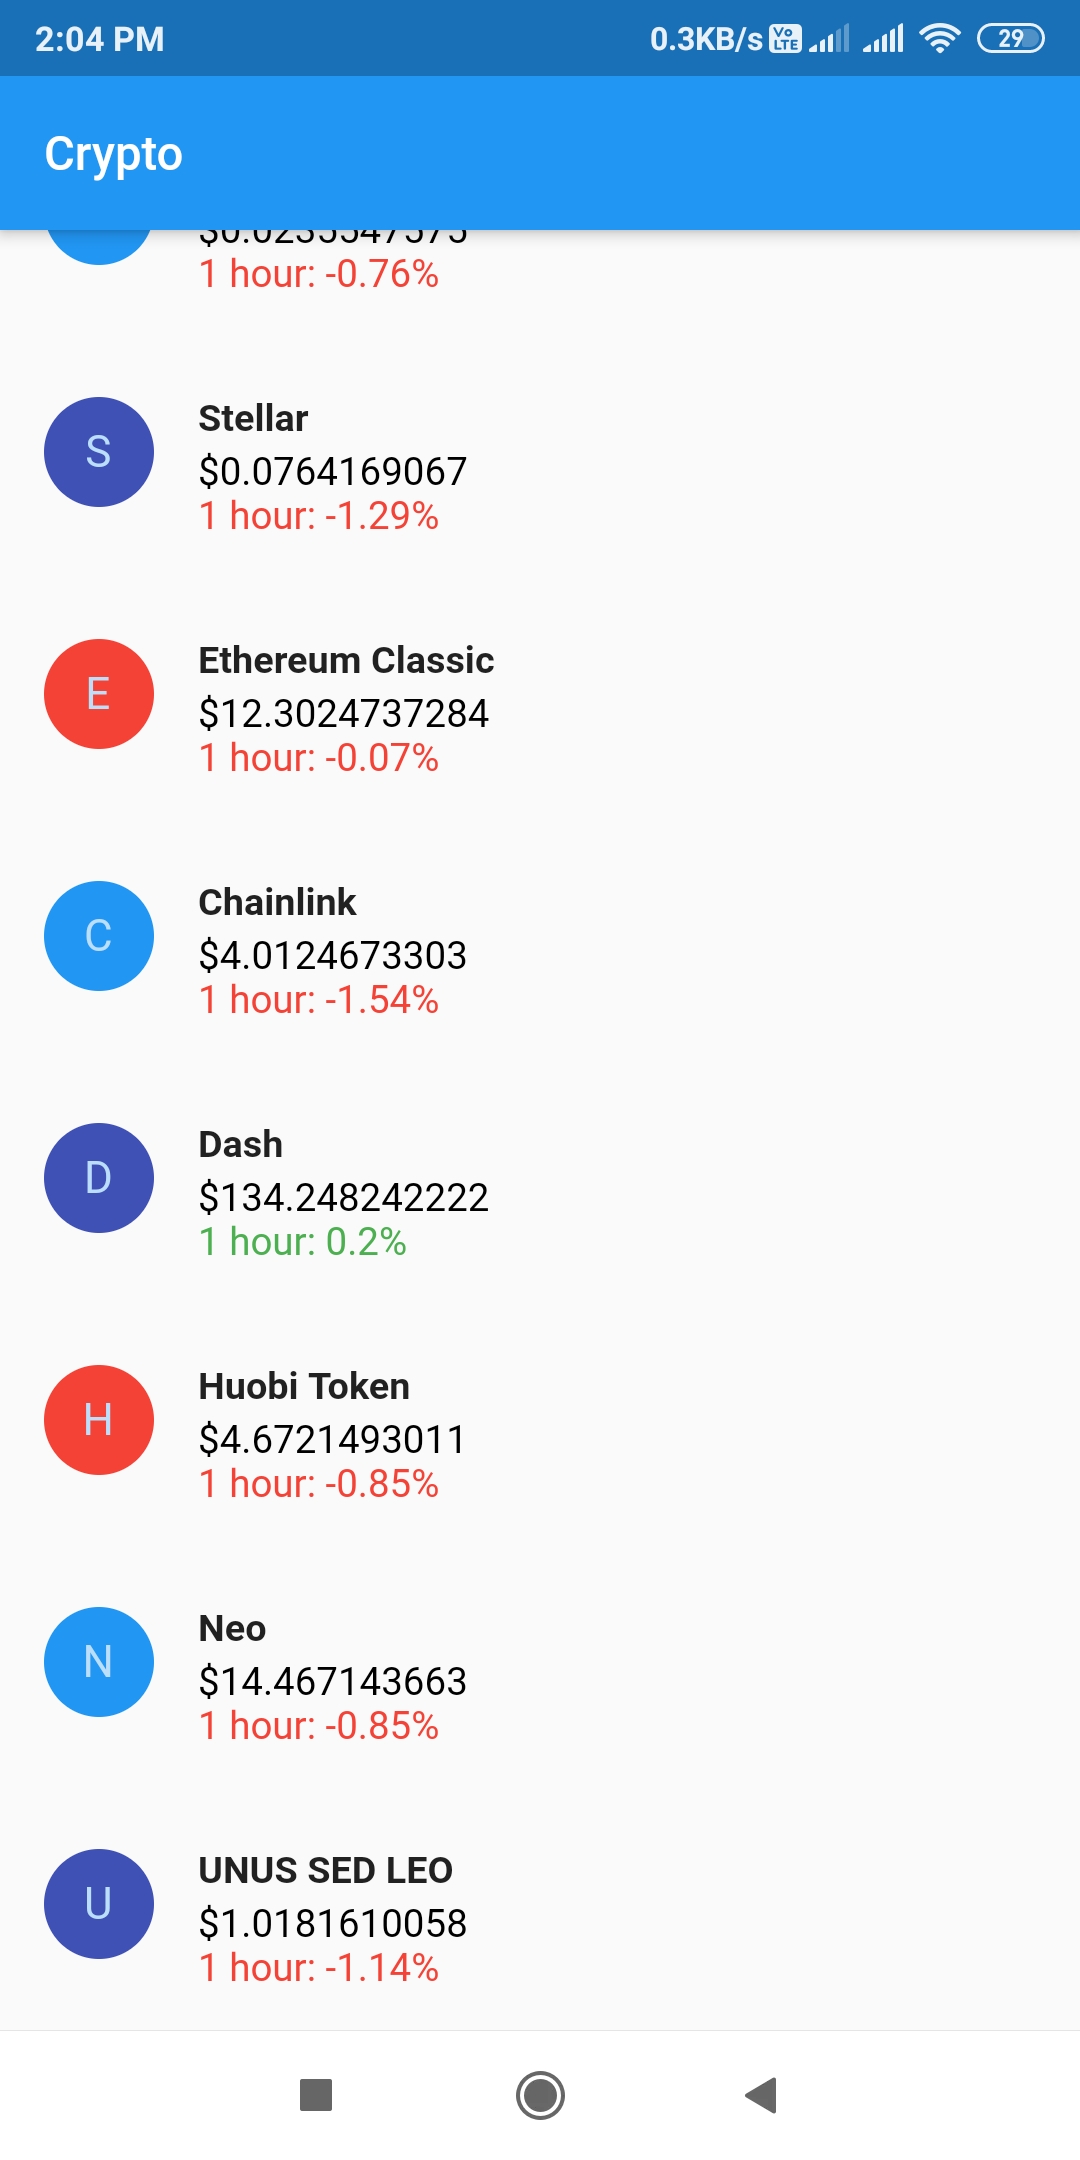 2:04 PM 0.3KB/s Vo LTE 29
Crypto
1 hour: -0.76%
S
Stellar
$0.0764169067
1 hour: -1.29%
E
Ethereum Classic
$12.3024737284
1 hour: -0.07%
C
Chainlink
$4.0124673303
1 hour: -1.54%
D
Dash
$134.248242222
1 hour: 0.2%
H
Huobi Token
$4.6721493011
1 hour: -0.85%
N
Neo
$14.467143663
1 hour: -0.85%
U
UNUS SED LEO
$1.0181610058
1 hour: -1.14%